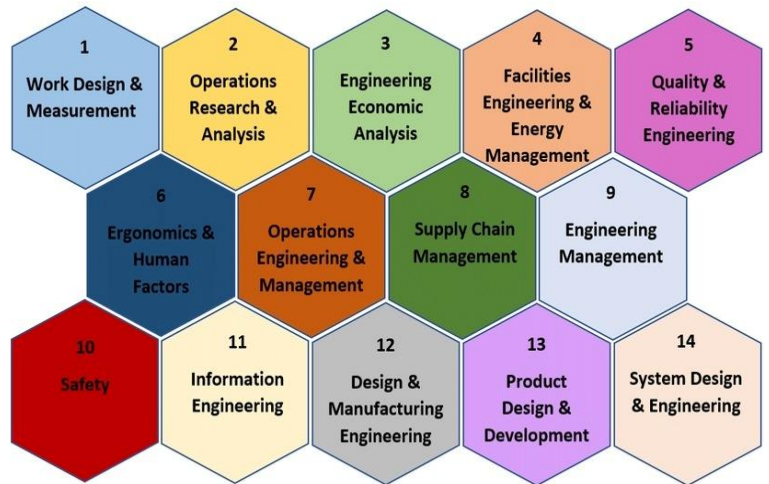 1
Work Design &
Measurement
2
Operations
Research &
Analysis
3
Engineering
Economic
Analysis
4
Facilities
Engineering &
Energy
Management
5
Quality &
Reliability
Engineering
6
Ergonomics &
Human
Factors
7
Operations
Engineering &
Management
8
Supply Chain
Management
9
Engineering
Management
10
Safety
11
Information
Engineering
12
Design &
Manufacturing
Engineering
13
Product
Design &
Development
14
System Design
& Engineering